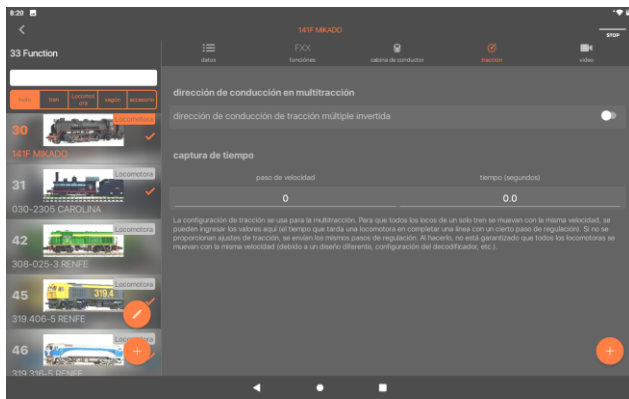 8:20
141F MIKADO
STOP
33 Function
datos
FXX
funciónes
cabina de conductor
tracción
video
todo
tren
Locomotora
vagón
accesorio
dirección de conducción en multitracción
dirección de conducción de tracción múltiple invertida
captura de tiempo
paso de velocidad
tiempo (segundos)
0
0.0
La configuración de tracción se usa para la multitracción. Para que todos los locos de un solo tren se muevan con la misma velocidad, se
pueden ingresar los valores aquí (el tiempo que tarda una locomotora en completar una línea con un cierto paso de regulación). Si no se
proporcionan ajustes de tracción, se envían los mismos pasos de regulación. Al hacerlo, no está garantizado que todos los locomotoras se
muevan con la misma velocidad (debido a un diseño diferente, configuración del decodificador, etc.).
Locomotora
30
141F MIKADO
Locomotora
31
030-2305 CAROLINA
Locomotora
42
308-025-3 RENFE
Locomotora
45
319.4
319.406-5 RENFE
Locomotora
46
319.316-5 RENFE